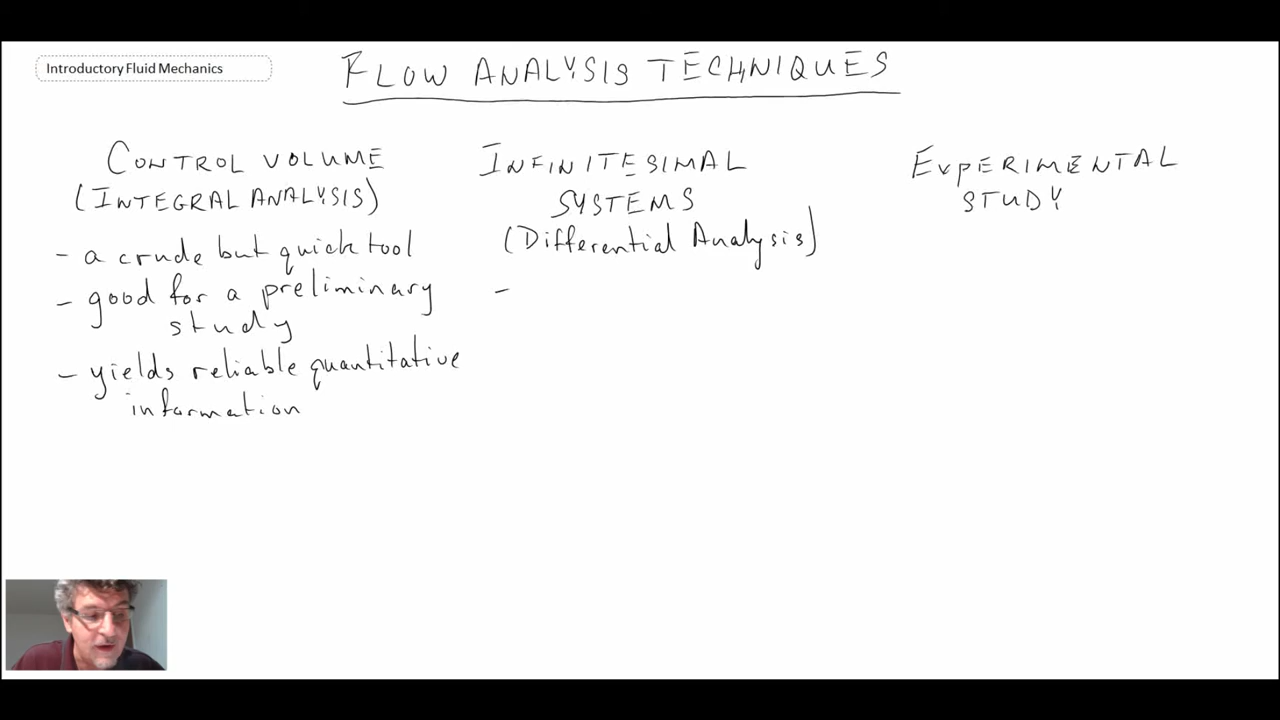 Introductory Fluid Mechanics
FLOW ANALYSIS TECHNIQUES
CONTROL VOLUME
(INTEGRAL ANALYSIS)
- a crude but quick tool
- good for a preliminary
study
- yields reliable quantitative
information
INFINITESIMAL
SYSTEMS
(Differential Analysis)
-
EXPERIMENTAL
STUDY